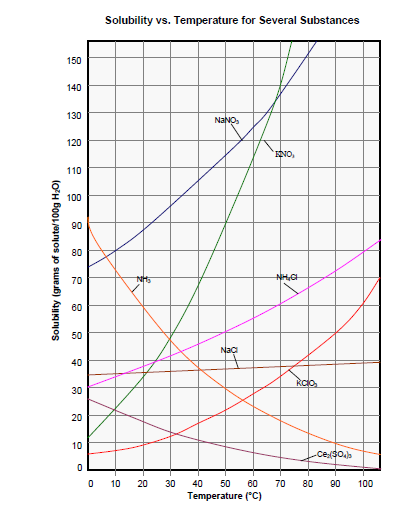 Solubility vs. Temperature for Several Substances
Solubility (grams of solute/100g H₂O)
150
140
130
120
110
100
90
80
70
60
50
40
30
20
10
0
NaNO₃
KNO₃
NH₃
NH₄Cl
NaCl
KClO₃
Ce₂(SO₄)₃
0 10 20 30 40 50 60 70 80 90 100
Temperature (°C)